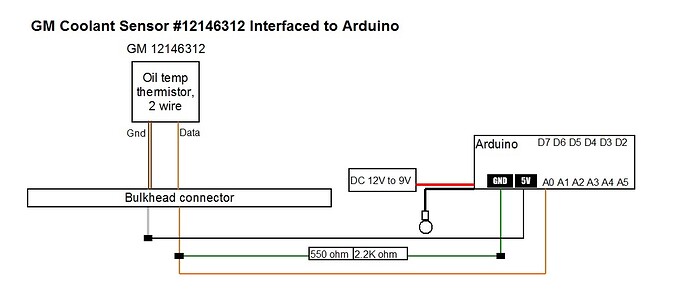 GM Coolant Sensor #12146312 Interfaced to Arduino
GM 12146312
Oil temp
thermistor,
2 wire
Gnd
Data
Arduino
D7 D6 D5 D4 D3 D2
DC 12V to 9V
GND
5V
A0 A1 A2 A3 A4 A5
Bulkhead connector
550 ohm
2.2K ohm